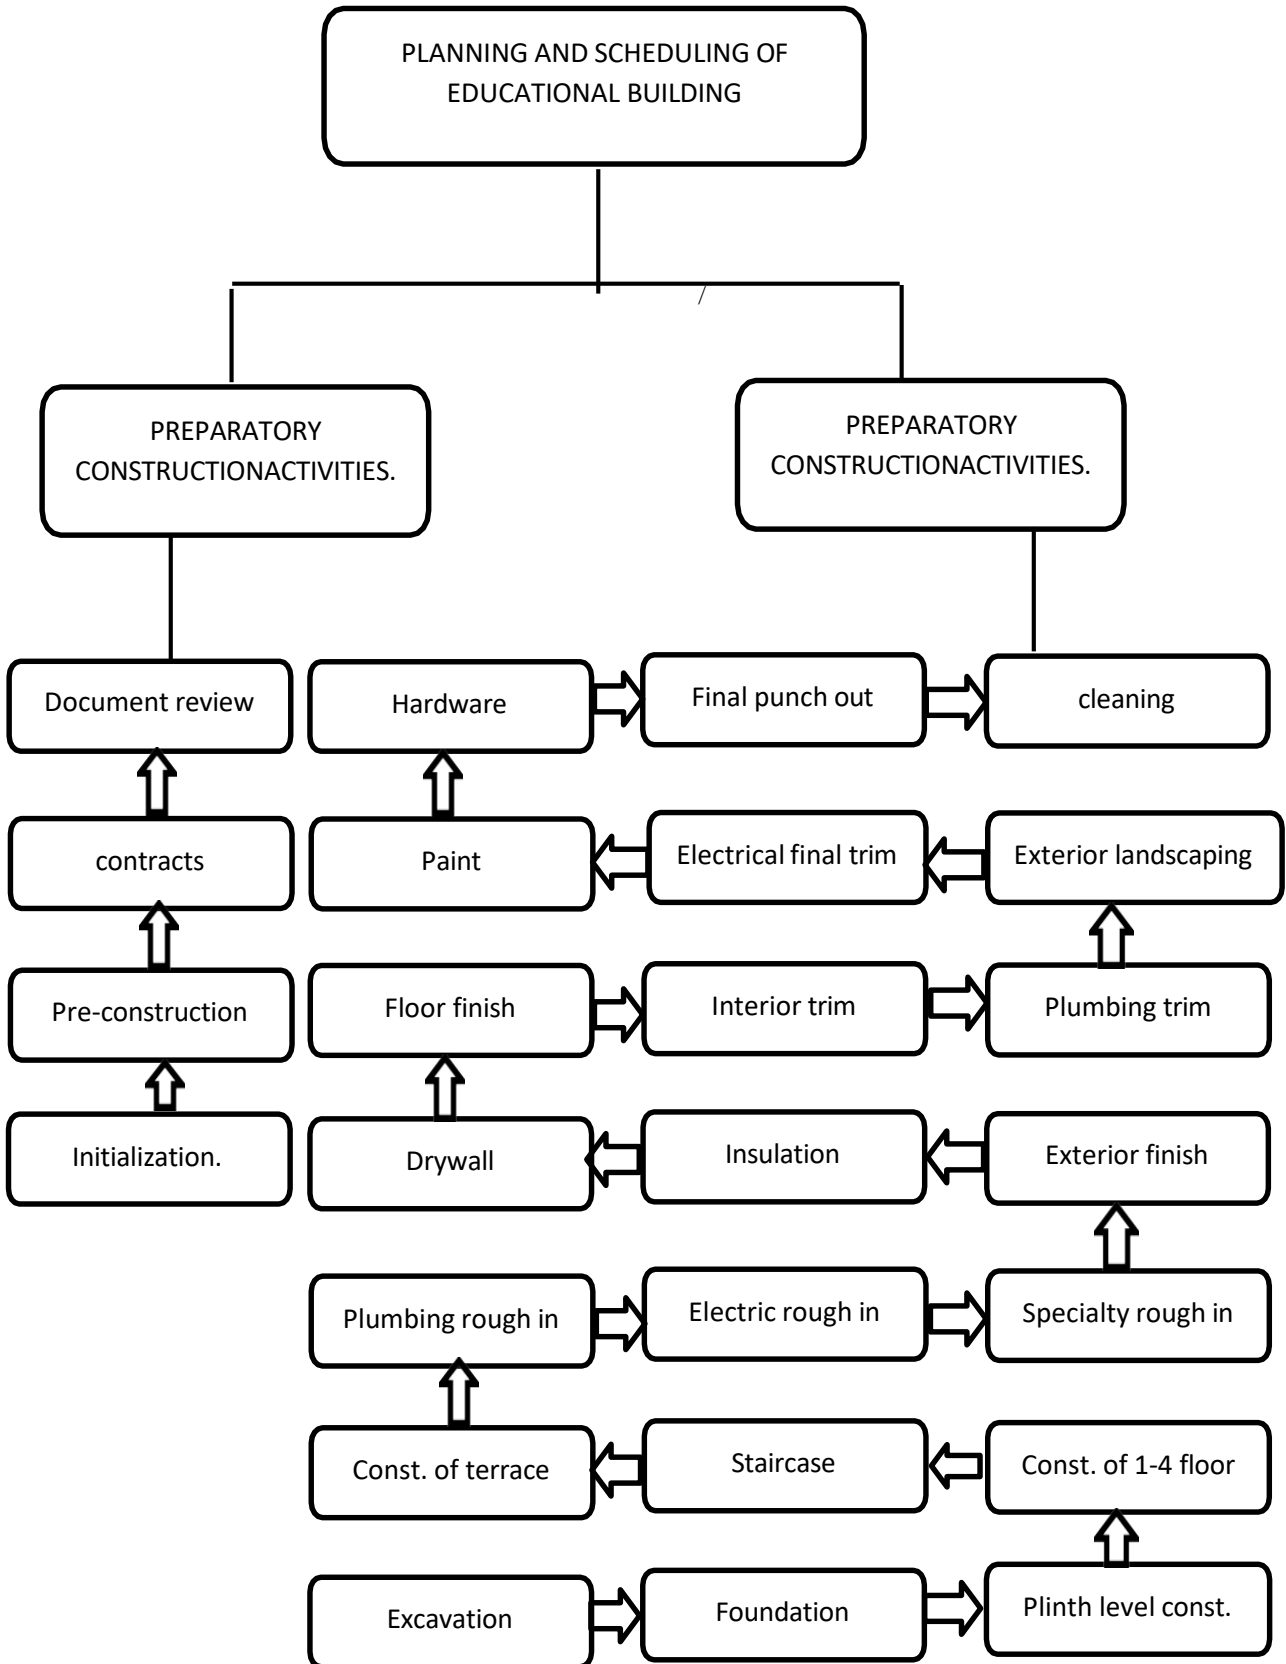 PLANNING AND SCHEDULING OF
EDUCATIONAL BUILDING
PREPARATORY
CONSTRUCTIONACTIVITIES.
PREPARATORY
CONSTRUCTIONACTIVITIES.
Document review
Hardware
Final punch out
cleaning
contracts
Paint
Electrical final trim
Exterior landscaping
Pre-construction
Floor finish
Interior trim
Plumbing trim
Initialization.
Drywall
Insulation
Exterior finish
Plumbing rough in
Electric rough in
Specialty rough in
Const. of terrace
Staircase
Const. of 1-4 floor
Excavation
Foundation
Plinth level const.